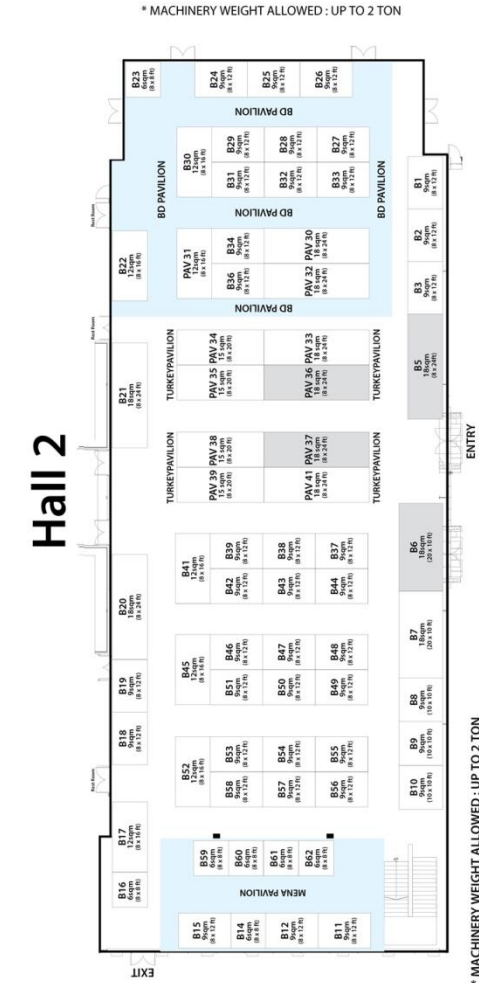 * MACHINERY WEIGHT ALLOWED : UP TO 2 TON
Hall 2
B23
6sqm
(8 x 8 ft)
B24
9sqm
(8 x 12 ft)
B25
9sqm
(8 x 12 ft)
B26
9sqm
(8 x 12 ft)
BD PAVILION
BD PAVILION
B30
12sqm
(8 x 16 ft)
B29
9sqm
(8 x 12 ft)
B28
9sqm
(8 x 12 ft)
B27
9sqm
(8 x 12 ft)
B31
9sqm
(8 x 12 ft)
B32
9sqm
(8 x 12 ft)
B33
9sqm
(8 x 12 ft)
BD PAVILION
BD PAVILION
B1
9sqm
(8 x 12 ft)
B2
9sqm
(8 x 12 ft)
B3
9sqm
(8 x 12 ft)
Rest Room
B22
12sqm
(8 x 16 ft)
PAV 31
12sqm
(8 x 16 ft)
B34
9sqm
(8 x 12 ft)
PAV 30
18 sqm
(8 x 24 ft)
B36
9sqm
(8 x 12 ft)
PAV 32
18 sqm
(8 x 24 ft)
BD PAVILION
Rest Room
B21
18sqm
(8 x 24 ft)
TURKEYPAVILION
PAV 34
15 sqm
(8 x 20 ft)
PAV 33
18 sqm
(8 x 24 ft)
PAV 35
15 sqm
(8 x 20 ft)
PAV 36
18 sqm
(8 x 24 ft)
TURKEYPAVILION
B5
18sqm
(8 x 24ft)
ENTRY
TURKEYPAVILION
PAV 38
15 sqm
(8 x 20 ft)
PAV 37
18 sqm
(8 x 24 ft)
PAV 39
15 sqm
(8 x 20 ft)
PAV 41
18 sqm
(8 x 24 ft)
TURKEYPAVILION
B6
18sqm
(20 x 10 ft)
B20
18sqm
(8 x 24 ft)
B41
12sqm
(8 x 16 ft)
B39
9sqm
(8 x 12 ft)
B38
9sqm
(8 x 12 ft)
B37
9sqm
(8 x 12 ft)
B42
9sqm
(8 x 12 ft)
B43
9sqm
(8 x 12 ft)
B44
9sqm
(8 x 12 ft)
B7
18sqm
(20 x 10 ft)
B19
9sqm
(8 x 12 ft)
B45
12sqm
(8 x 16 ft)
B46
9sqm
(8 x 12 ft)
B47
9sqm
(8 x 12 ft)
B48
9sqm
(8 x 12 ft)
B51
9sqm
(8 x 12 ft)
B50
9sqm
(8 x 12 ft)
B49
9sqm
(8 x 12 ft)
B8
9sqm
(10 x 10 ft)
B18
9sqm
(8 x 12 ft)
B52
12sqm
(8 x 16 ft)
B53
9sqm
(8 x 12 ft)
B54
9sqm
(8 x 12 ft)
B55
9sqm
(8 x 12 ft)
B58
9sqm
(8 x 12 ft)
B57
9sqm
(8 x 12 ft)
B56
9sqm
(8 x 12 ft)
B9
9sqm
(10 x 10 ft)
B10
9sqm
(10 x 10 ft)
Rest Room
B17
12sqm
(8 x 16 ft)
B16
6sqm
(8 x 8 ft)
B59
6sqm
(8 x 8 ft)
B60
6sqm
(8 x 8 ft)
B61
6sqm
(8 x 8 ft)
B62
6sqm
(8 x 8 ft)
MENA PAVILION
B15
9sqm
(8 x 12 ft)
B14
6sqm
(8 x 8 ft)
B12
9sqm
(8 x 12 ft)
B11
9sqm
(8 x 12 ft)
EXIT
* MACHINERY WEIGHT ALLOWED : UP TO 2 TON